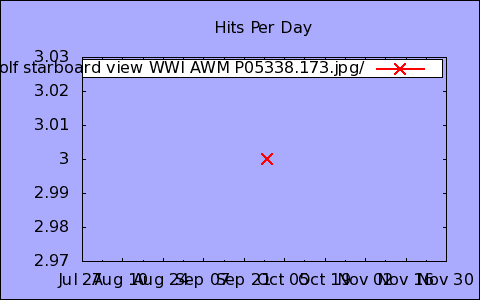 Hits Per Day
3.03
olf starboard view WWI AWM P05338.173.jpg/
3.02
3.01
3
2.99
2.98
2.97
Jul 27 Aug 10 Aug 24 Sep 07 Sep 21 Oct 05 Oct 19 Nov 02 Nov 16 Nov 30